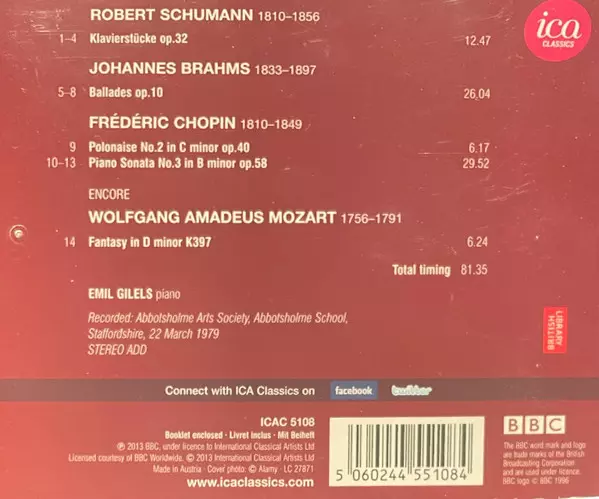 ica
CLASSICS
ROBERT SCHUMANN 1810–1856
1–4 Klavierstücke op.32 12.47
JOHANNES BRAHMS 1833–1897
5–8 Ballades op.10 26.04
FRÉDÉRIC CHOPIN 1810–1849
9 Polonaise No.2 in C minor op.40 6.17
10–13 Piano Sonata No.3 in B minor op.58 29.52
ENCORE
WOLFGANG AMADEUS MOZART 1756–1791
14 Fantasy in D minor K397 6.24
Total timing 81.35
EMIL GILELS piano
Recorded: Abbotsholme Arts Society, Abbotsholme School,
Staffordshire, 22 March 1979
STEREO ADD
BRITISH
LIBRARY
Connect with ICA Classics on facebook twitter
ICAC 5108
Booklet enclosed · Livret inclus · Mit Beiheft
℗ 2013 BBC, under licence to International Classical Artists Ltd
Licensed courtesy of BBC Worldwide. © 2013 International Classical Artists Ltd
Made in Austria · Cover photo: © Alamy · LC 27871
www.icaclassics.com
5 060244 551084
BBC
The BBC word mark and logo
are trade marks of the British
Broadcasting Corporation
and are used under licence.
BBC logo © BBC 1996